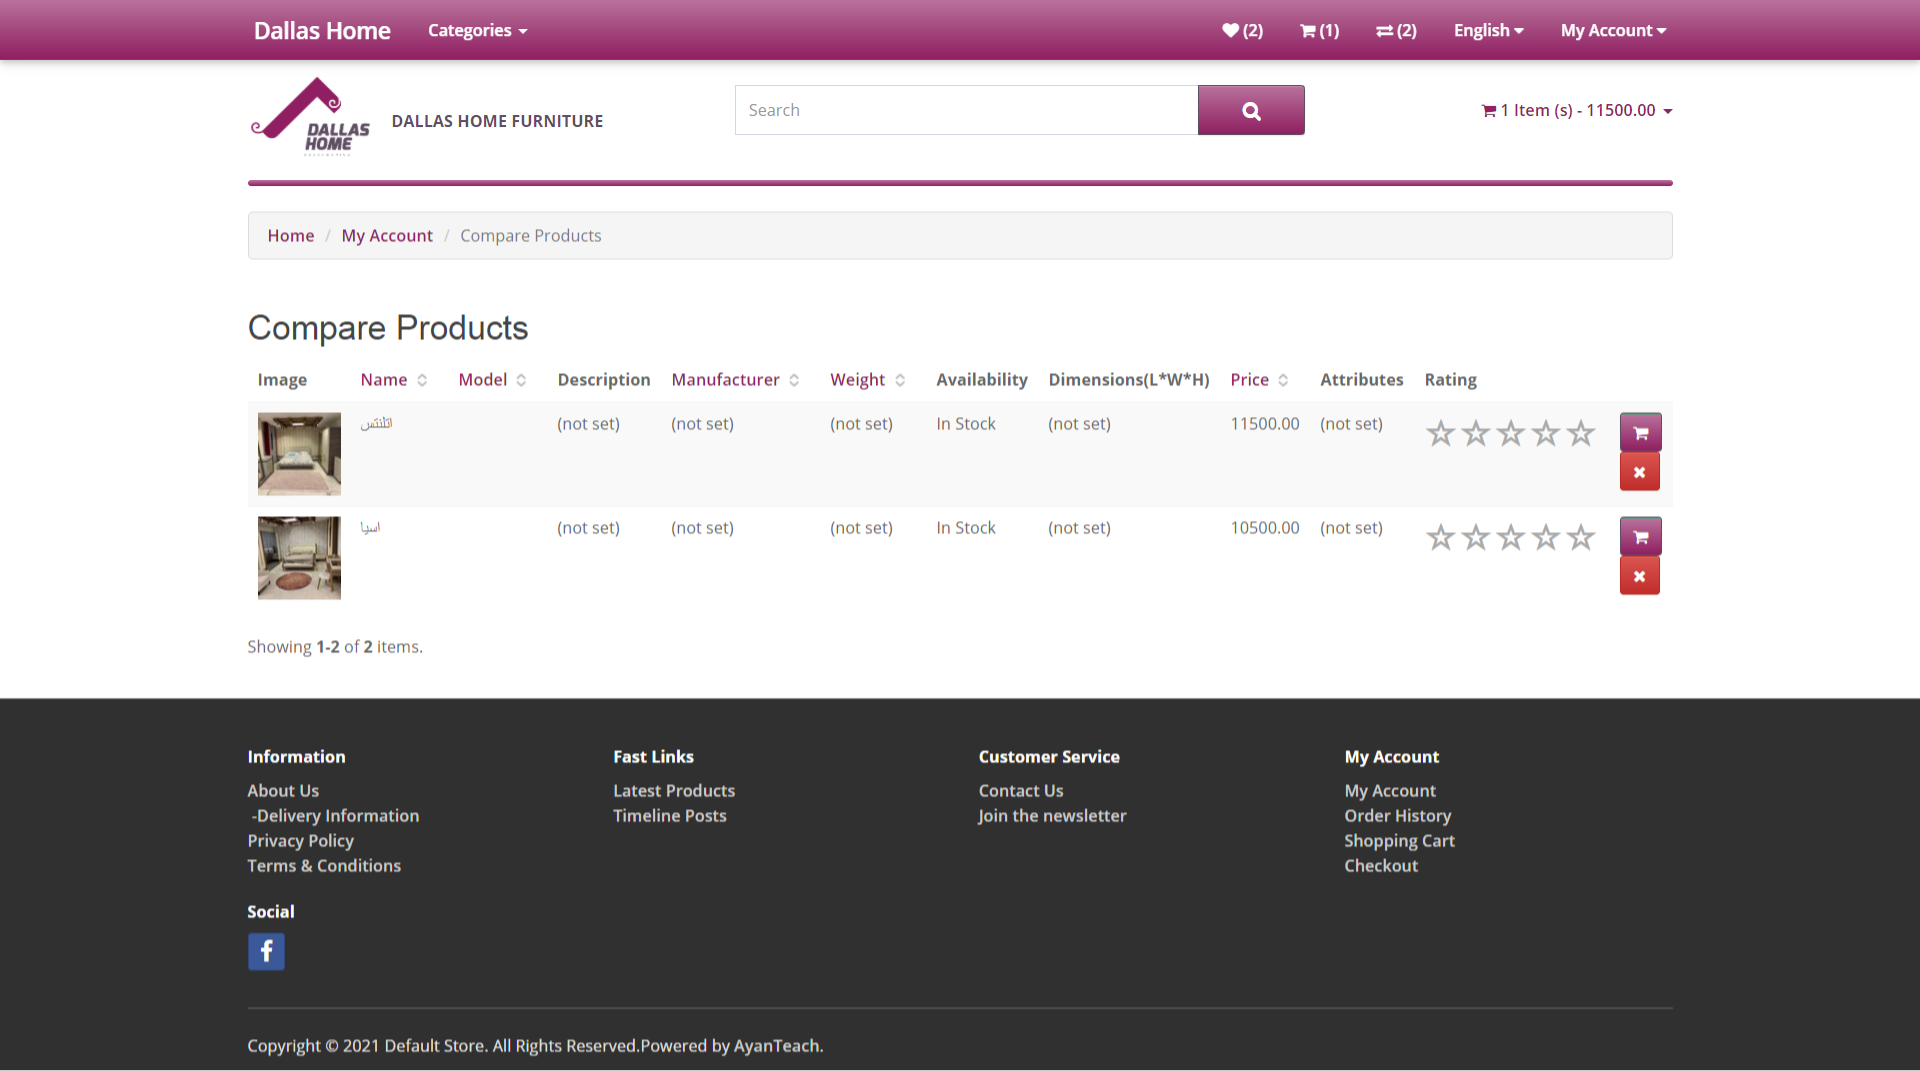 Dallas Home Categories (2) (1) (2) English My Account
DALLAS HOME
DALLAS HOME FURNITURE
Search
1 Item (s) - 11500.00
Home / My Account / Compare Products
Compare Products
Image Name Model Description Manufacturer Weight Availability Dimensions(L*W*H) Price Attributes Rating
اتلنتس (not set) (not set) (not set) In Stock (not set) 11500.00 (not set)
اسيا (not set) (not set) (not set) In Stock (not set) 10500.00 (not set)
Showing 1-2 of 2 items.
Information
About Us
-Delivery Information
Privacy Policy
Terms & Conditions
Fast Links
Latest Products
Timeline Posts
Customer Service
Contact Us
Join the newsletter
My Account
My Account
Order History
Shopping Cart
Checkout
Social
Copyright © 2021 Default Store. All Rights Reserved.Powered by AyanTeach.